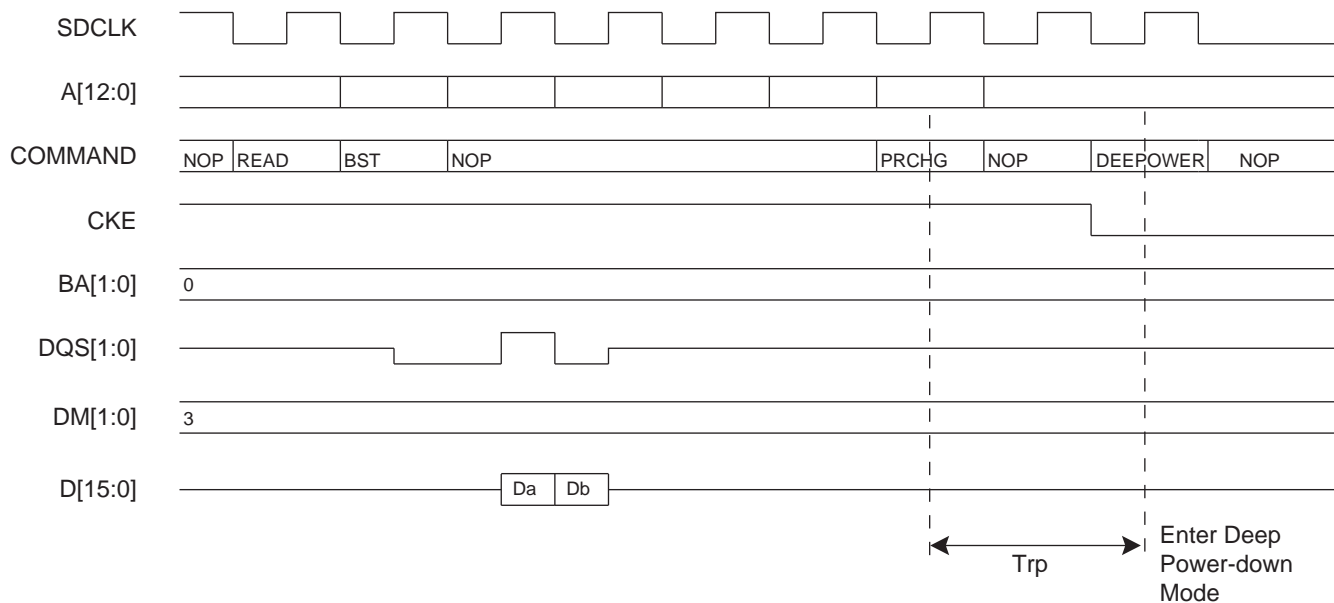 SDCLK
A[12:0]
COMMAND NOP READ BST NOP PRCHG NOP DEEPOWER NOP
CKE
BA[1:0] 0
DQS[1:0]
DM[1:0] 3
D[15:0] Da Db
Trp
Enter Deep
Power-down
Mode